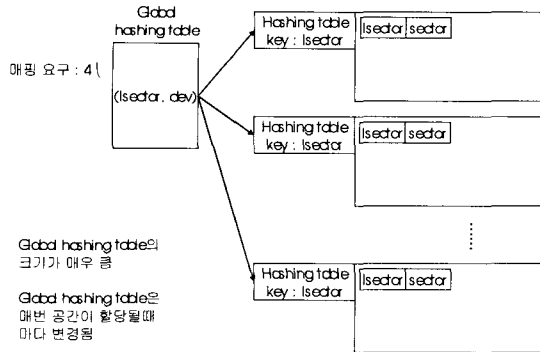 Global
hashing table
매핑 요구 : 4(
(lsector, dev)
Hashing table
key : lsector
lsector sector
Hashing table
key : lsector
lsector sector
Hashing table
key : lsector
lsector sector
Global hashing table의
크기가 매우 큼
Global hashing table은
매번 공간이 할당될때
마다 변경됨